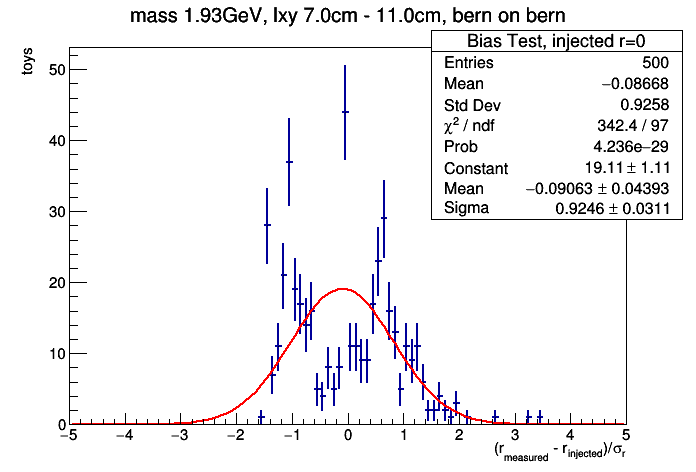 mass 1.93GeV, lxy 7.0cm - 11.0cm, bern on bern
toys
Bias Test, injected r=0
Entries 500
Mean −0.08668
Std Dev 0.9258
χ² / ndf 342.4 / 97
Prob 4.236e−29
Constant 19.11 ± 1.11
Mean −0.09063 ± 0.04393
Sigma 0.9246 ± 0.0311
50
40
30
20
10
0
−5 −4 −3 −2 −1 0 1 2 3 4 5
(r_measured - r_injected)/σ_r